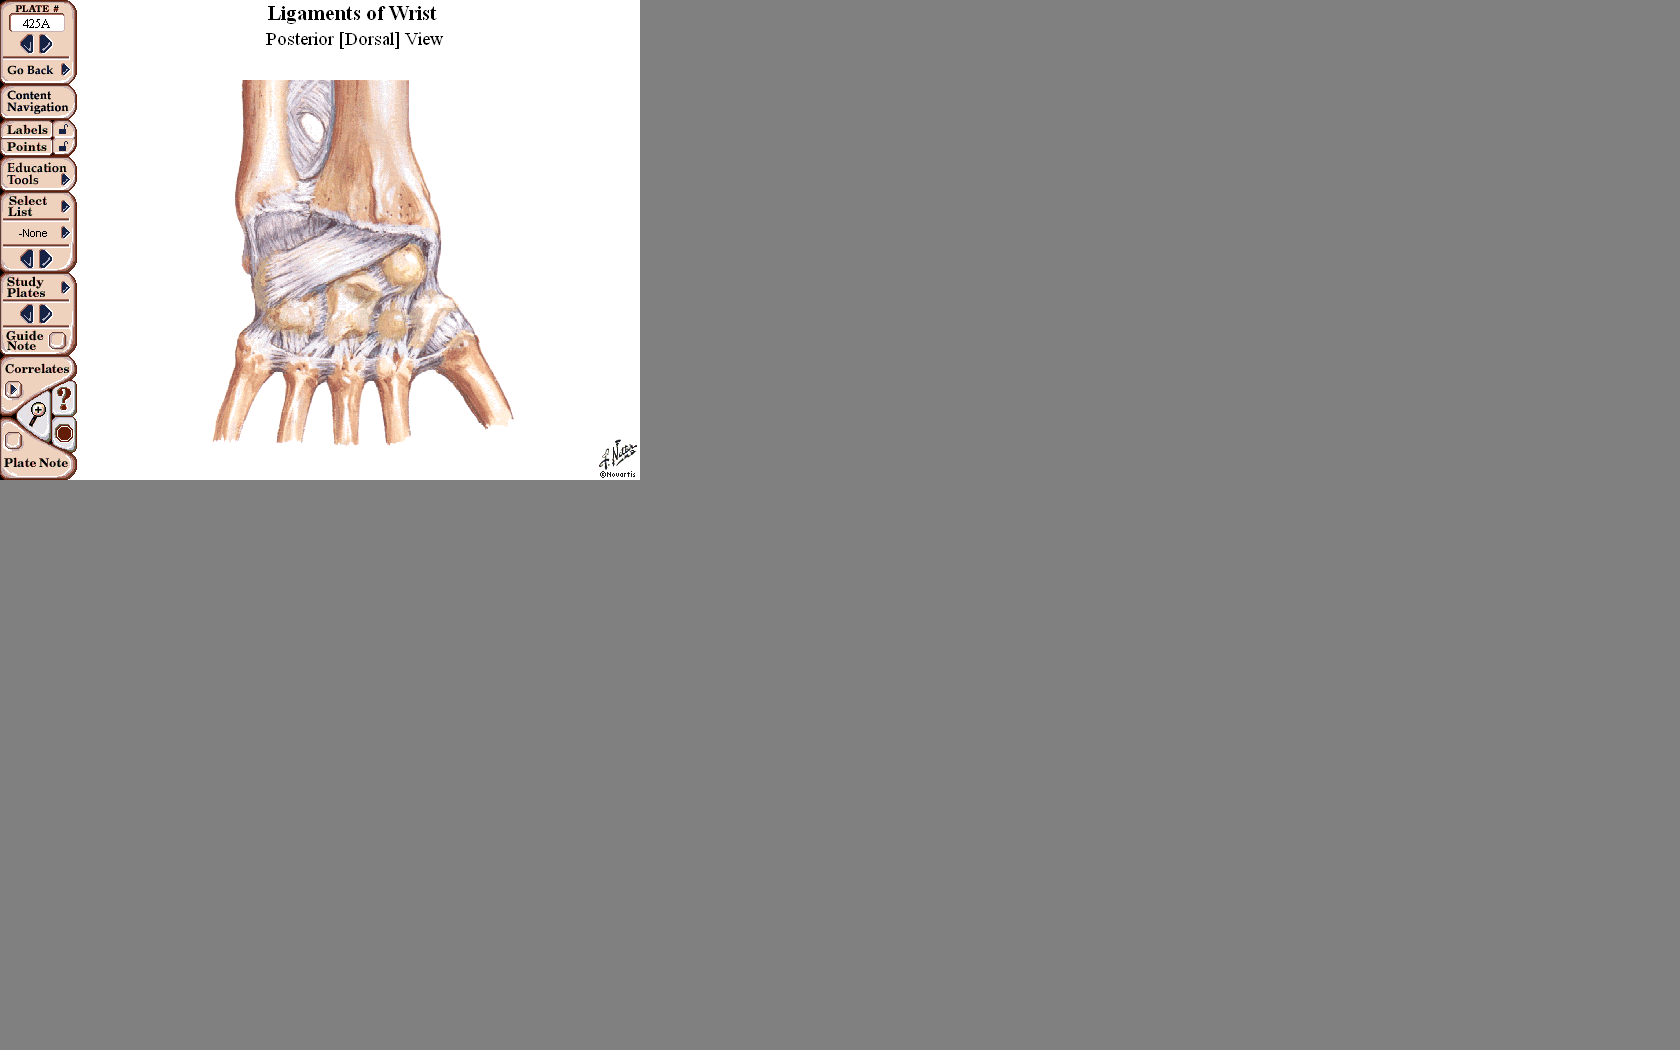 PLATE #
425A
Go Back
Content
Navigation
Labels
Points
Education
Tools
Select
List
-None
Study
Plates
Guide
Note
Correlates
?
Plate Note
Ligaments of Wrist
Posterior [Dorsal] View
f. Netter
©Novartis